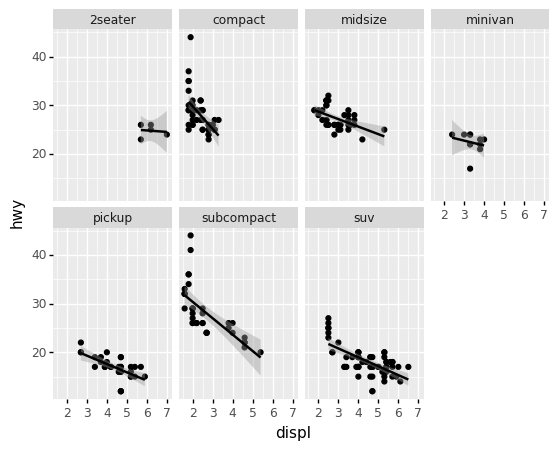 2seater compact midsize minivan
40
30
20
2 3 4 5 6 7
hwy
pickup subcompact suv
40
30
20
2 3 4 5 6 7 2 3 4 5 6 7 2 3 4 5 6 7
displ